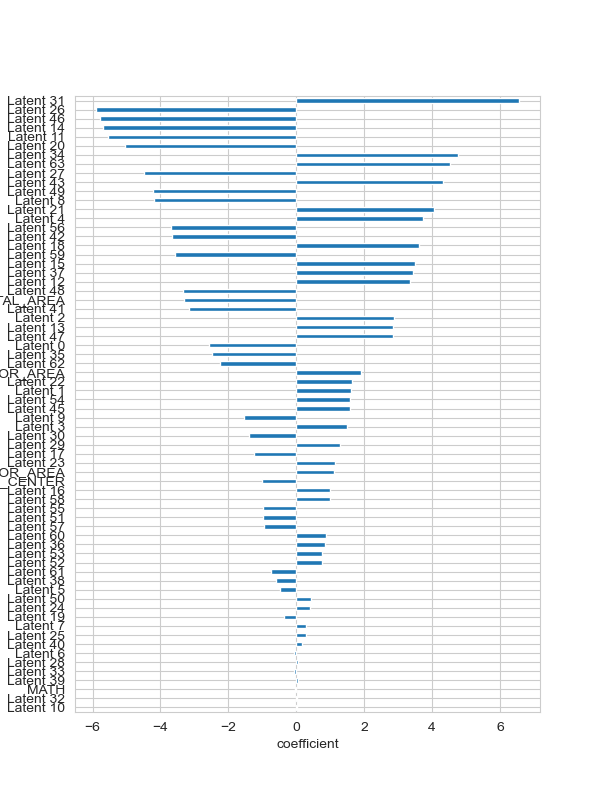 Latent 31
Latent 26
Latent 46
Latent 14
Latent 11
Latent 20
Latent 34
Latent 63
Latent 27
Latent 43
Latent 49
Latent 8
Latent 21
Latent 4
Latent 56
Latent 42
Latent 18
Latent 59
Latent 15
Latent 37
Latent 12
Latent 48
TAL_AREA
Latent 41
Latent 2
Latent 13
Latent 47
Latent 0
Latent 35
Latent 62
OR_AREA
Latent 22
Latent 1
Latent 54
Latent 45
Latent 9
Latent 3
Latent 30
Latent 29
Latent 17
Latent 23
OR_AREA
_CENTER
Latent 16
Latent 58
Latent 55
Latent 51
Latent 57
Latent 60
Latent 36
Latent 53
Latent 52
Latent 61
Latent 38
Latent 5
Latent 50
Latent 24
Latent 19
Latent 7
Latent 25
Latent 40
Latent 6
Latent 28
Latent 33
Latent 39
MATH
Latent 32
Latent 10
−6 −4 −2 0 2 4 6
coefficient